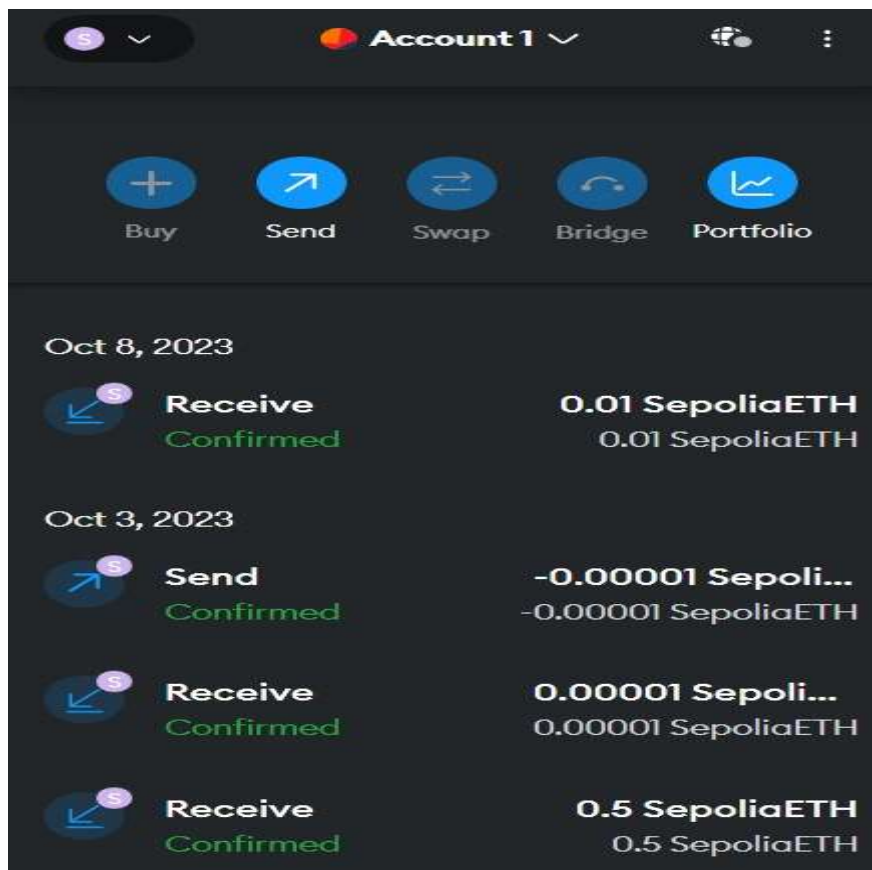 S Account 1
Buy Send Swap Bridge Portfolio
Oct 8, 2023
S
Receive 0.01 SepoliaETH
Confirmed 0.01 SepoliaETH
Oct 3, 2023
S
Send -0.00001 Sepoli...
Confirmed -0.00001 SepoliaETH
S
Receive 0.00001 Sepoli...
Confirmed 0.00001 SepoliaETH
S
Receive 0.5 SepoliaETH
Confirmed 0.5 SepoliaETH